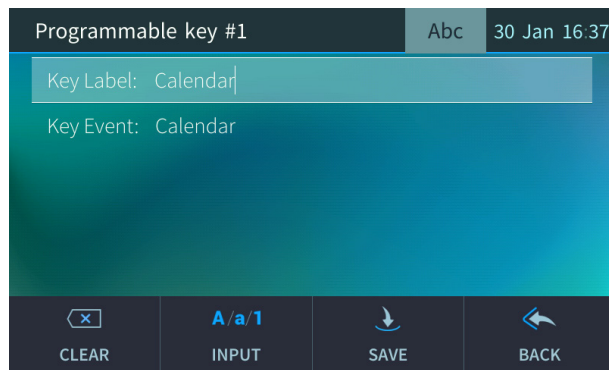 Programmable key #1 Abc 30 Jan 16:37
Key Label: Calendar
Key Event: Calendar
A/a/1
CLEAR INPUT SAVE BACK